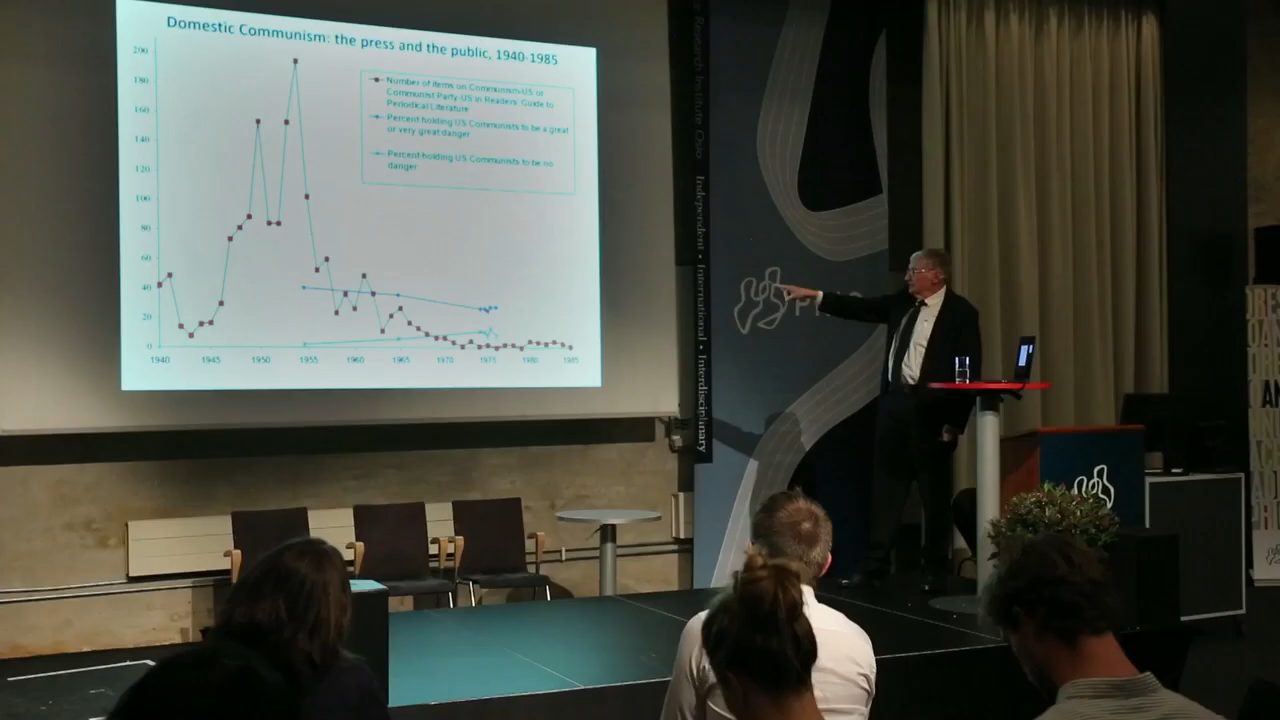 Domestic Communism: the press and the public, 1940-1985
200
180
160
140
120
100
80
60
40
20
0
1940 1945 1950 1955 1960 1965 1970 1975 1980 1985
Number of items on Communism-US or
Communist Party-US in Readers' Guide to
Periodical Literature
Percent holding US Communists to be a great
or very great danger
Percent holding US Communists to be no
danger
Research Institute Oslo Independent • International • Interdisciplinary
P